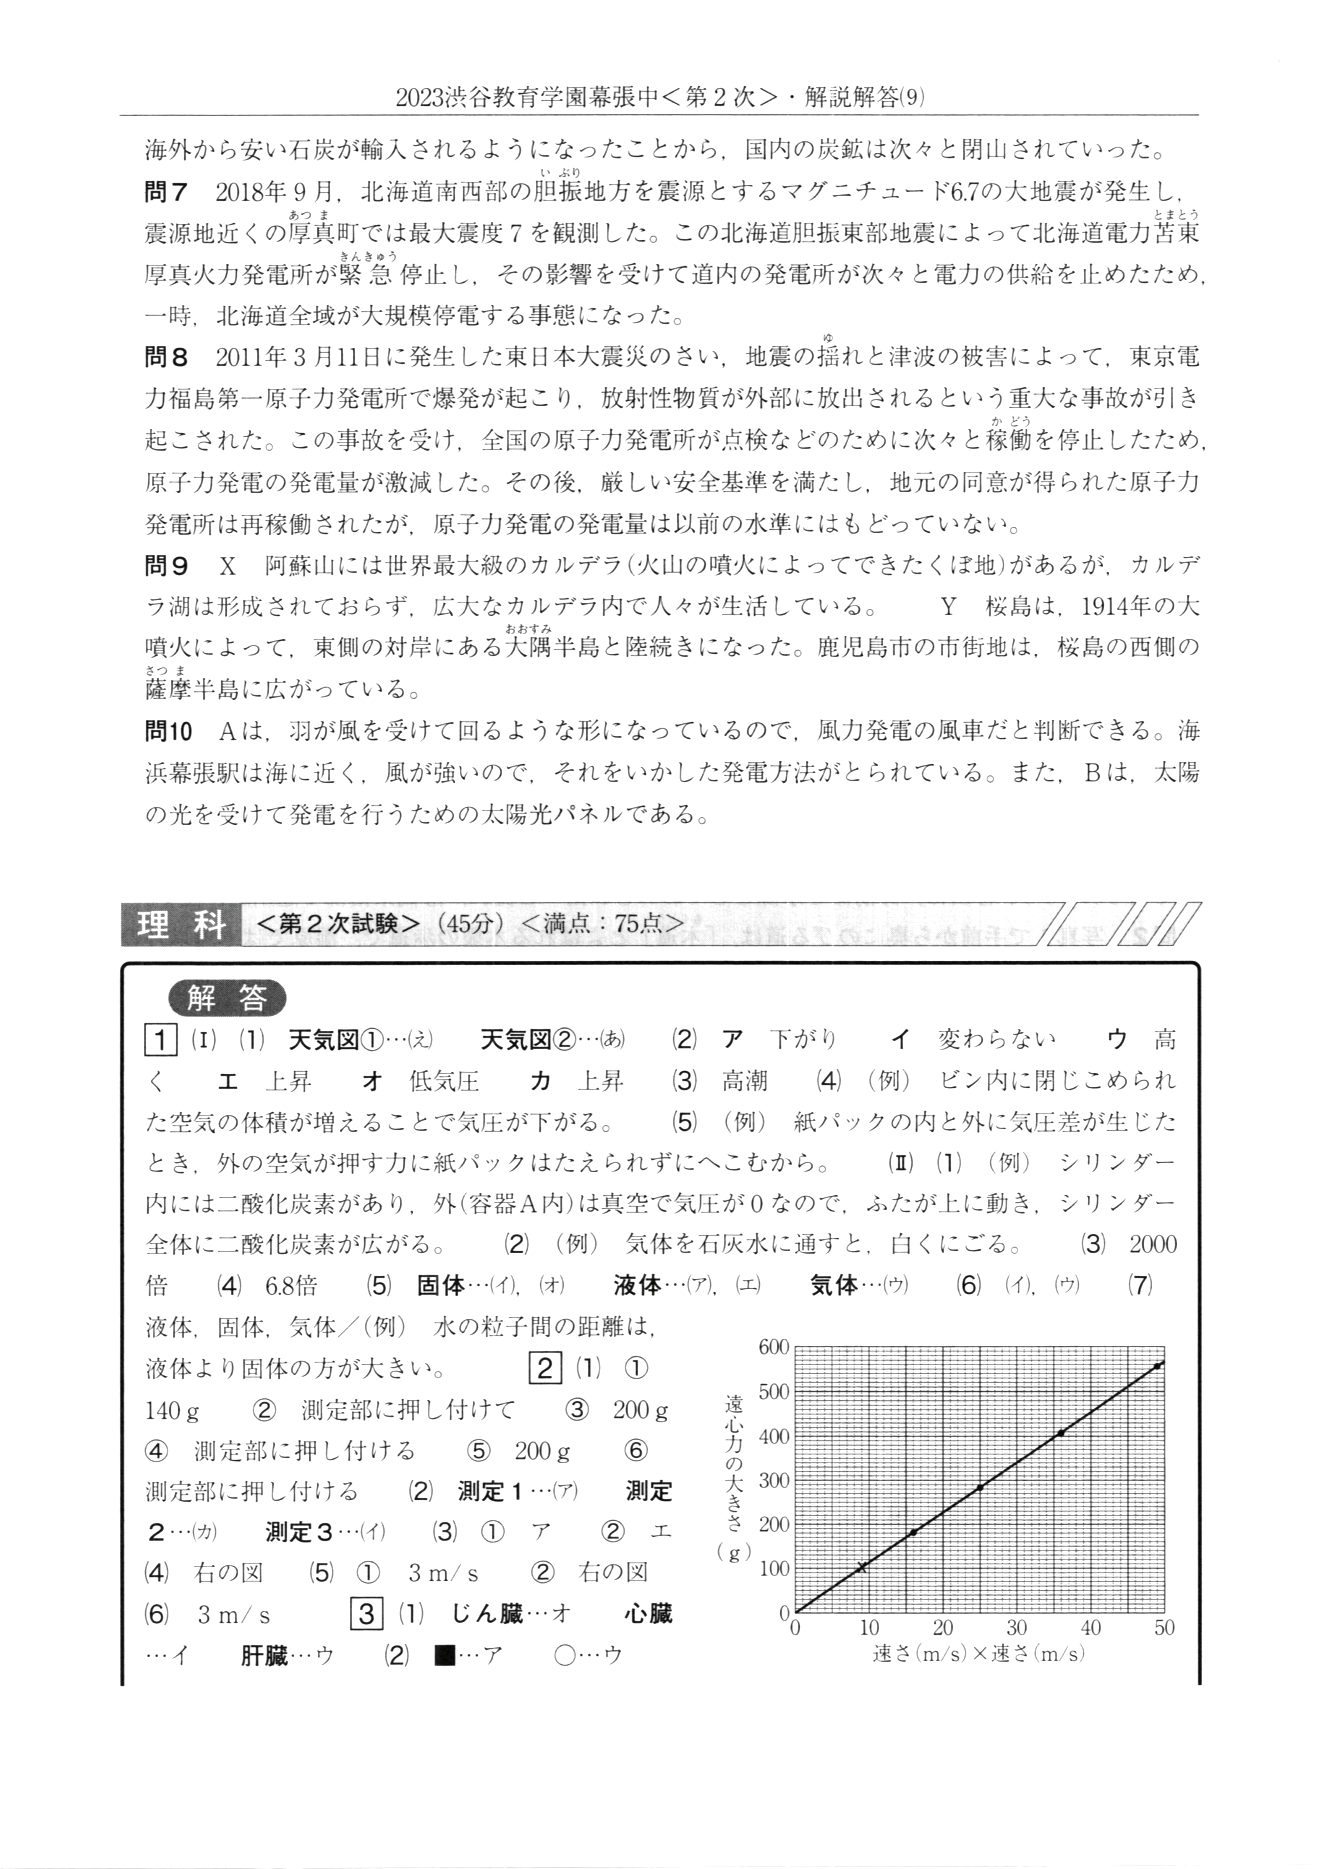 2023渋谷教育学園幕張中＜第２次＞・解説解答(9)
海外から安い石炭が輸入されるようになったことから，国内の炭鉱は次々と閉山されていった。
問7　2018年９月，北海道南西部の胆振地方を震源とするマグニチュード6.7の大地震が発生し，
震源地近くの厚真町では最大震度７を観測した。この北海道胆振東部地震によって北海道電力苫東
厚真火力発電所が緊急停止し，その影響を受けて道内の発電所が次々と電力の供給を止めたため，
一時，北海道全域が大規模停電する事態になった。
問8　2011年３月11日に発生した東日本大震災のさい，地震の揺れと津波の被害によって，東京電
力福島第一原子力発電所で爆発が起こり，放射性物質が外部に放出されるという重大な事故が引き
起こされた。この事故を受け，全国の原子力発電所が点検などのために次々と稼働を停止したため，
原子力発電の発電量が激減した。その後，厳しい安全基準を満たし，地元の同意が得られた原子力
発電所は再稼働されたが，原子力発電の発電量は以前の水準にはもどっていない。
問9　X　阿蘇山には世界最大級のカルデラ(火山の噴火によってできたくぼ地)があるが，カルデ
ラ湖は形成されておらず，広大なカルデラ内で人々が生活している。　　Y　桜島は，1914年の大
噴火によって，東側の対岸にある大隅半島と陸続きになった。鹿児島市の市街地は，桜島の西側の
薩摩半島に広がっている。
問10　Aは，羽が風を受けて回るような形になっているので，風力発電の風車だと判断できる。海
浜幕張駅は海に近く，風が強いので，それをいかした発電方法がとられている。また，Bは，太陽
の光を受けて発電を行うための太陽光パネルである。
理科　＜第２次試験＞（45分）＜満点：75点＞
解答
1 (Ⅰ) (1) 天気図①…(え)　天気図②…(あ)　(2) ア　下がり　イ　変わらない　ウ　高
く　エ　上昇　オ　低気圧　カ　上昇　(3) 高潮　(4) （例）　ビン内に閉じこめられ
た空気の体積が増えることで気圧が下がる。　(5) （例）　紙パックの内と外に気圧差が生じた
とき，外の空気が押す力に紙パックはたえられずにへこむから。　(Ⅱ) (1) （例）　シリンダー
内には二酸化炭素があり，外(容器A内)は真空で気圧が０なので，ふたが上に動き，シリンダー
全体に二酸化炭素が広がる。　(2) （例）　気体を石灰水に通すと，白くにごる。　(3) 2000
倍　(4) 6.8倍　(5) 固体…(イ)，(オ)　液体…(ア)，(エ)　気体…(ウ)　(6) (イ)，(ウ)　(7)
液体，固体，気体／（例）　水の粒子間の距離は，
液体より固体の方が大きい。　2 (1) ①
140g　②　測定部に押し付けて　③　200g
④　測定部に押し付ける　⑤　200g　⑥
測定部に押し付ける　(2) 測定1…(ア)　測定
2…(カ)　測定3…(イ)　(3) ①　ア　②　エ
(4) 右の図　(5) ①　3m/s　②　右の図
(6) 3m/s　3 (1) じん臓…オ　心臓
…イ　肝臓…ウ　(2) ■…ア　○…ウ
遠心力の大きさ(g)
600
500
400
300
200
100
0
0　10　20　30　40　50
速さ(m/s)×速さ(m/s)